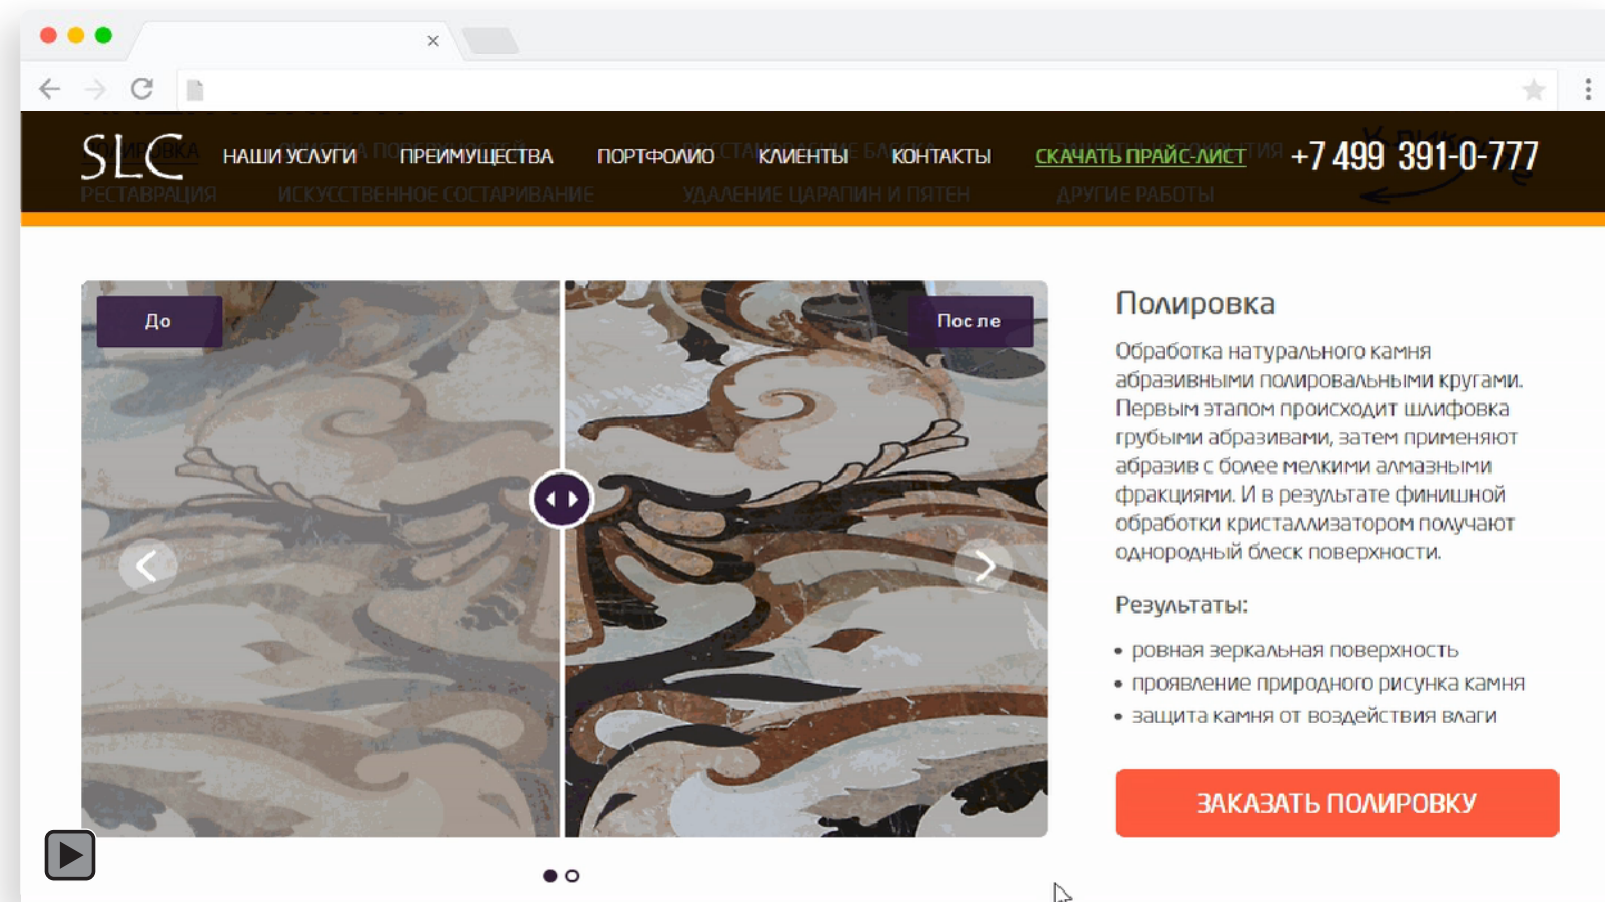 SLC
НАШИ УСЛУГИ ПРЕИМУЩЕСТВА ПОРТФОЛИО КЛИЕНТЫ КОНТАКТЫ СКАЧАТЬ ПРАЙС-ЛИСТ +7 499 391-0-777
РЕСТАВРАЦИЯ ИСКУССТВЕННОЕ СОСТАРИВАНИЕ УДАЛЕНИЕ ЦАРАПИН И ПЯТЕН ДРУГИЕ РАБОТЫ
До
После
Полировка
Обработка натурального камня
абразивными полировальными кругами.
Первым этапом происходит шлифовка
грубыми абразивами, затем применяют
абразив с более мелкими алмазными
фракциями. И в результате финишной
обработки кристаллизатором получают
однородный блеск поверхности.
Результаты:
• ровная зеркальная поверхность
• проявление природного рисунка камня
• защита камня от воздействия влаги
ЗАКАЗАТЬ ПОЛИРОВКУ